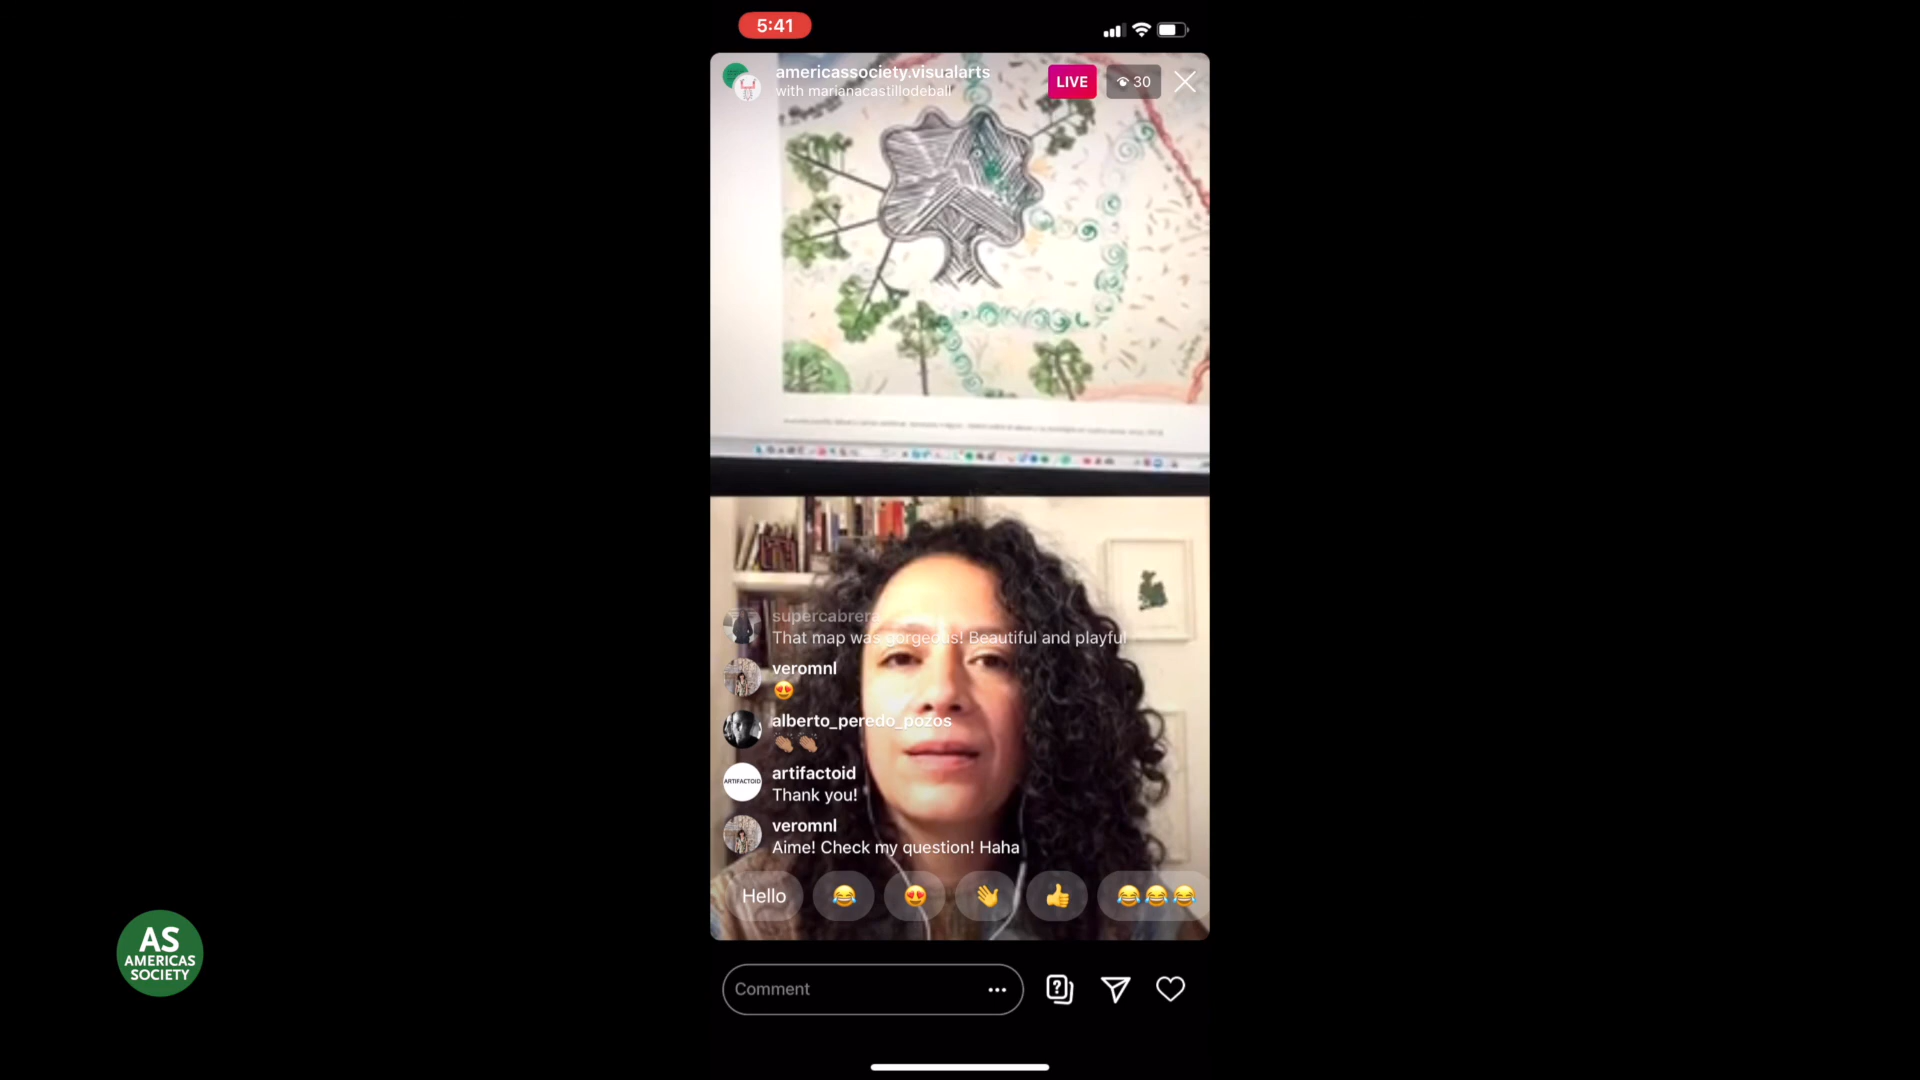 5:41
americassociety.visualarts
with marianacastillodeball
LIVE
30
supercabrera
That map was gorgeous! Beautiful and playful
veromnl
😍
alberto_peredo_pozos
👏🏽👏🏽
artifactoid
ARTIFACTOID
Thank you!
veromnl
Aime! Check my question! Haha
Hello
😂
😍
👋
👍
😂😂😂
AS
AMERICAS
SOCIETY
Comment